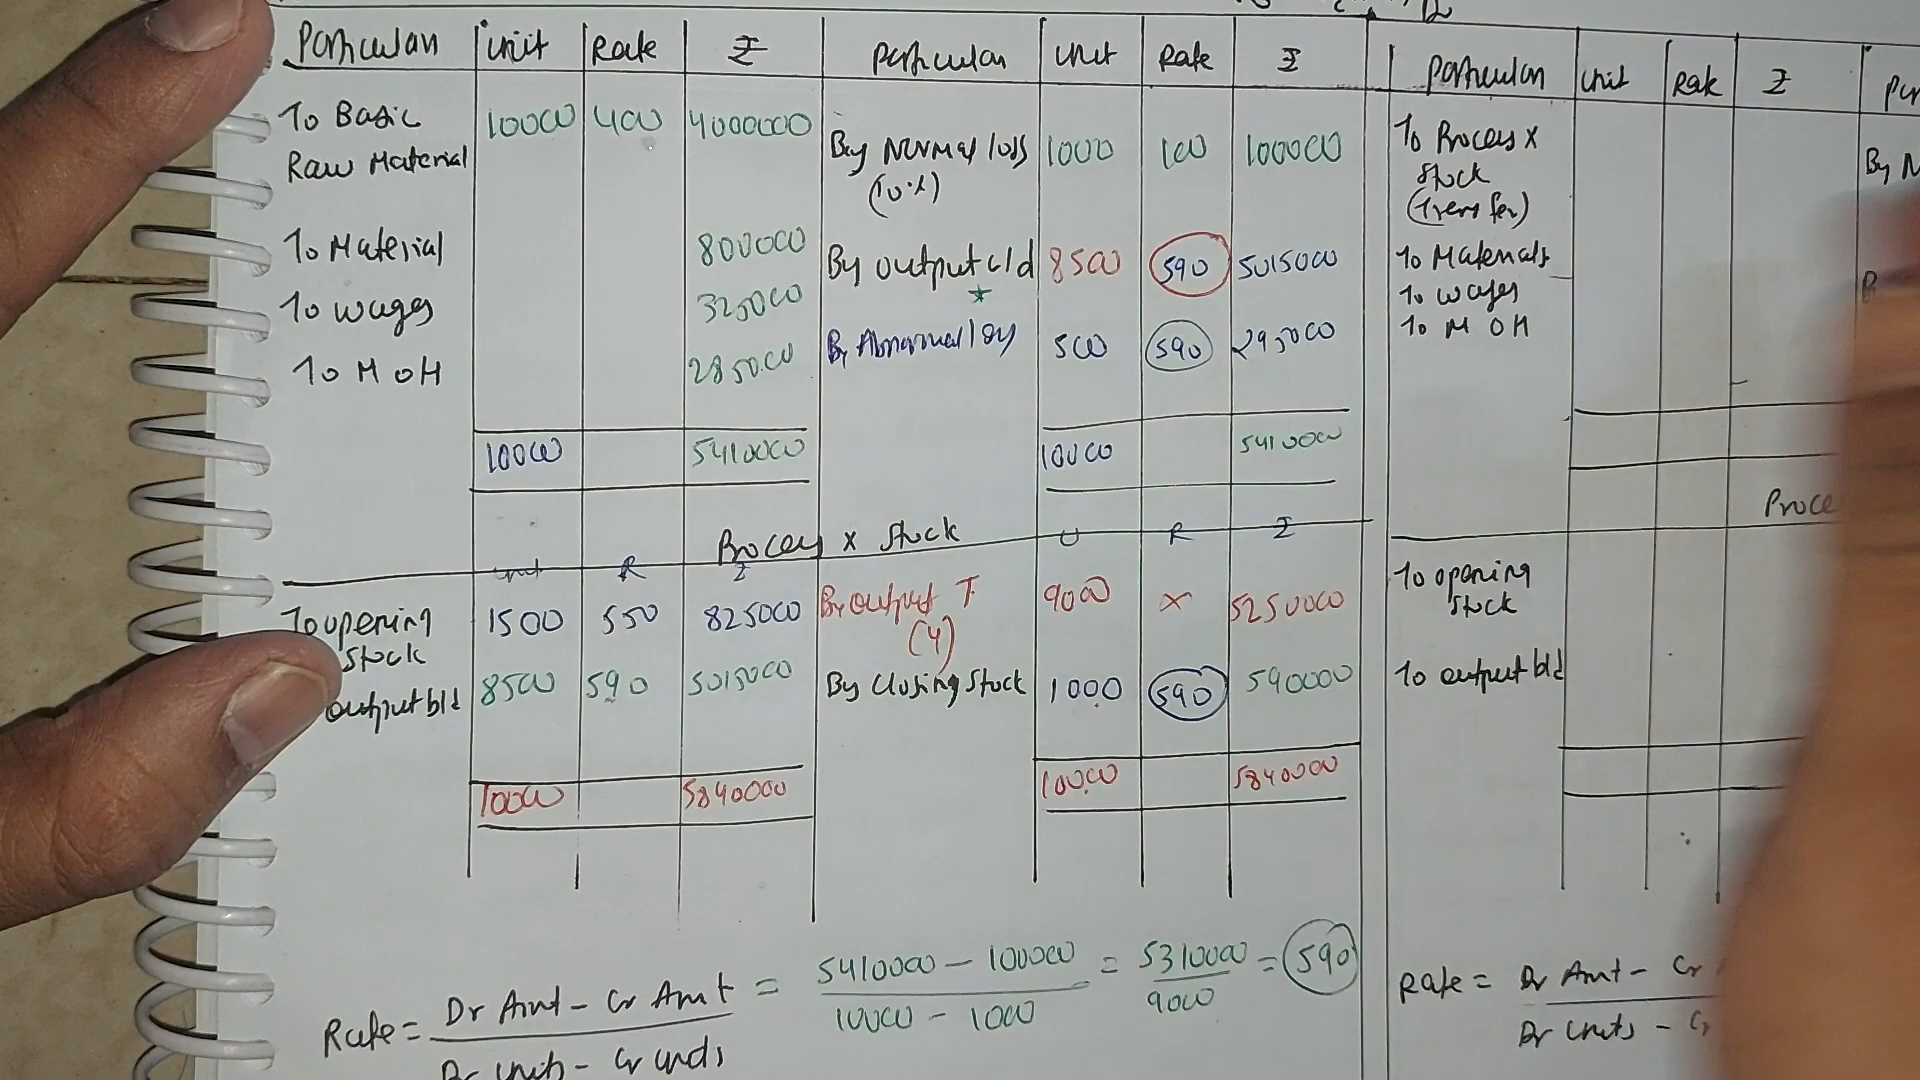 Particular Unit Rate ₹ Particular Unit Rate ₹
To Basic Raw Material 10000 400 4000000 By Normal loss (10%) 1000 100 100000
To Material 800000 By output c/d 8500 590 5015000
To wages 325000 By Abnormal loss 500 590 295000
To M OH 285000
10000 5410000 10000 5410000
Process X Stock
Unit R ₹ U R ₹
To opening stock 1500 550 825000 By output T (Y) 9000 x 5250000
output b/d 8500 590 5015000 By Closing Stock 1000 590 590000
10000 5840000 10000 5840000
Rate = Dr Amt - Cr Amt / Dr Units - Cr Units = 5410000 - 100000 / 10000 - 1000 = 5310000 / 9000 = 590
Particular Unit Rate ₹
To Process X Stock (Transfer) By N
To Materials
To wages
To M OH
Proce
To opening stock
To output b/d
Rate = Dr Amt - Cr
Dr Units - C